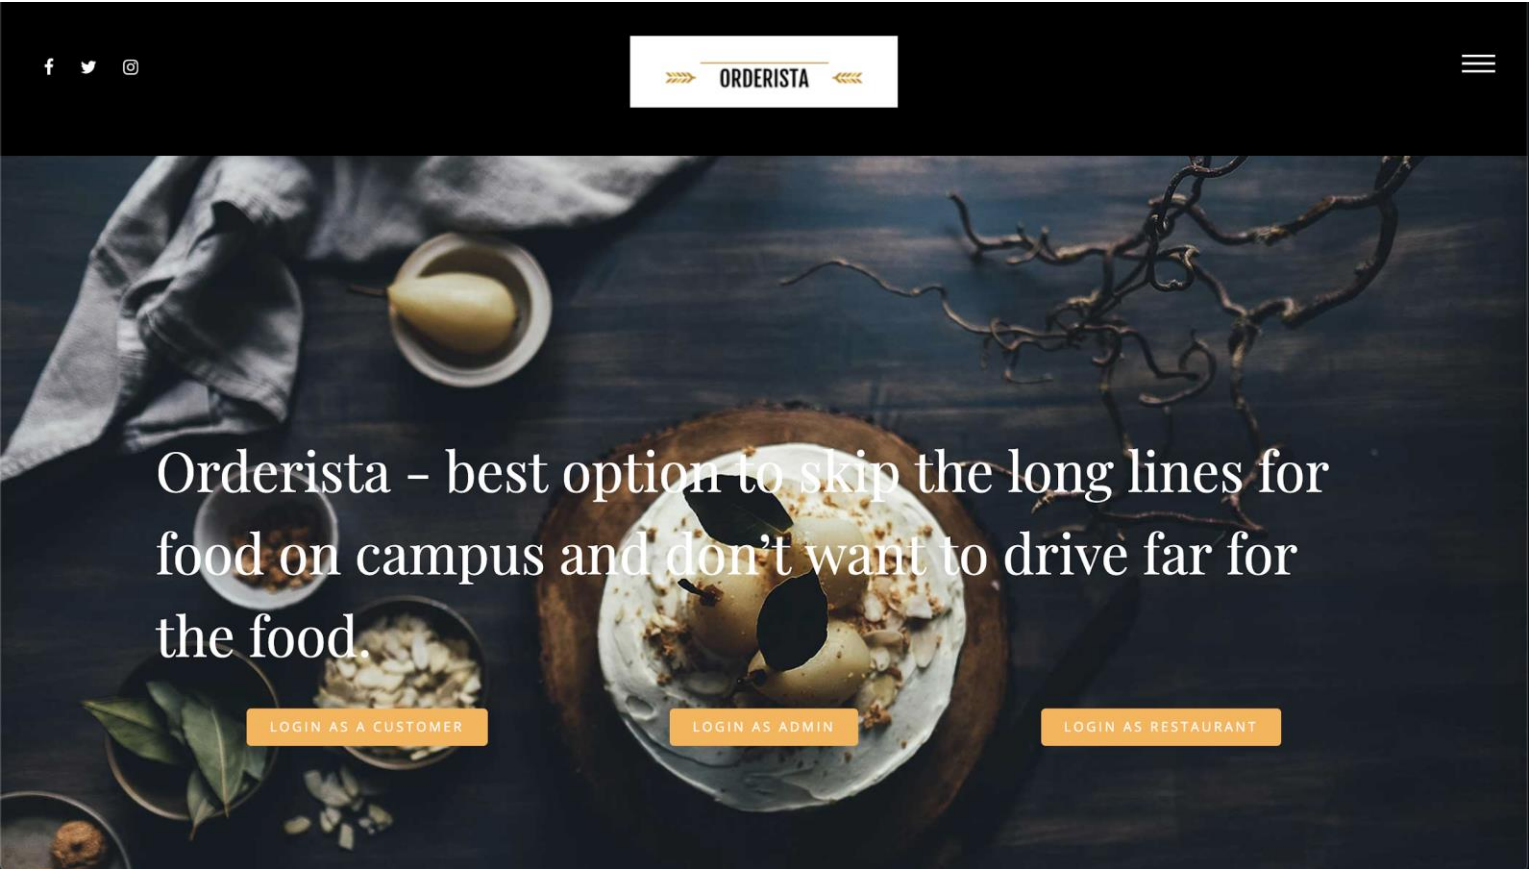 ORDERISTA
Orderista - best option to skip the long lines for
food on campus and don't want to drive far for
the food.
LOGIN AS A CUSTOMER
LOGIN AS ADMIN
LOGIN AS RESTAURANT